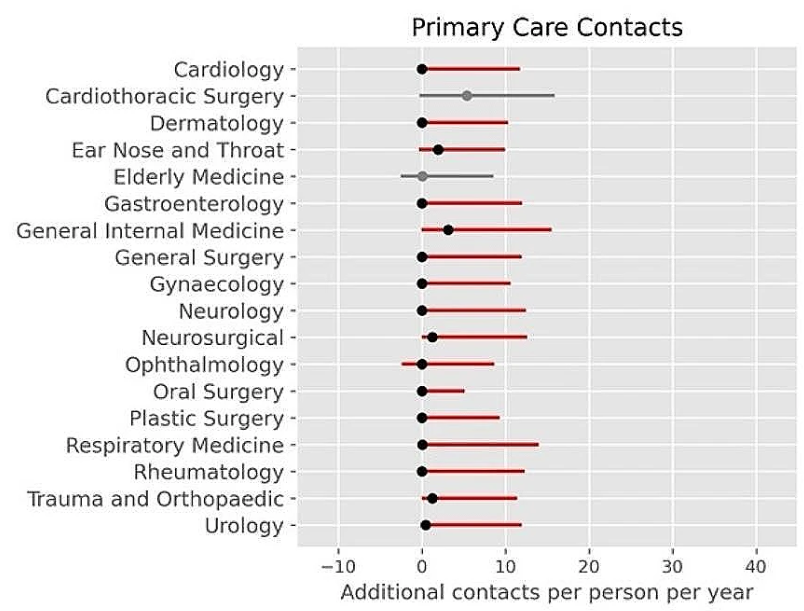 Primary Care Contacts
Cardiology
Cardiothoracic Surgery
Dermatology
Ear Nose and Throat
Elderly Medicine
Gastroenterology
General Internal Medicine
General Surgery
Gynaecology
Neurology
Neurosurgical
Ophthalmology
Oral Surgery
Plastic Surgery
Respiratory Medicine
Rheumatology
Trauma and Orthopaedic
Urology
−10 0 10 20 30 40
Additional contacts per person per year